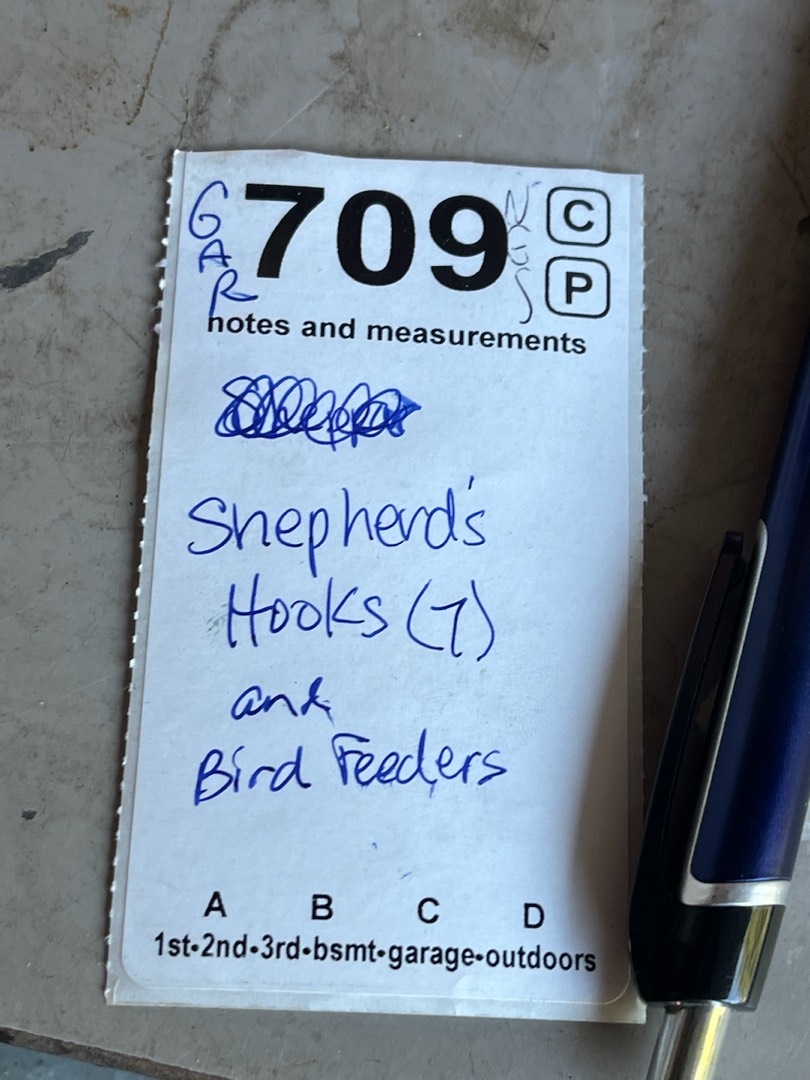 GAR
709
C
P
notes and measurements
Shepherd's
Hooks (7)
and
Bird Feeders
A B C D
1st•2nd•3rd•bsmt•garage•outdoors